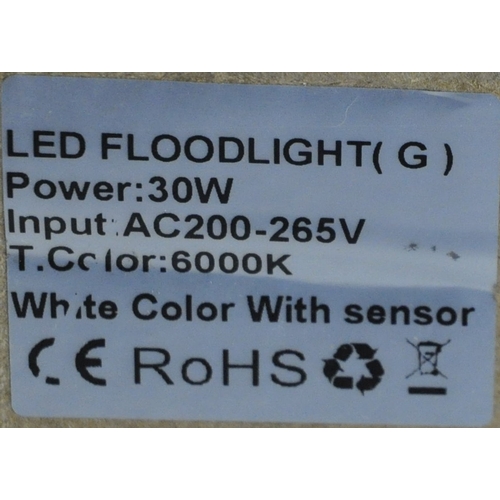 LED FLOODLIGHT( G )
Power:30W
Input:AC200-265V
T.Color:6000K
White Color With sensor
CE RoHS